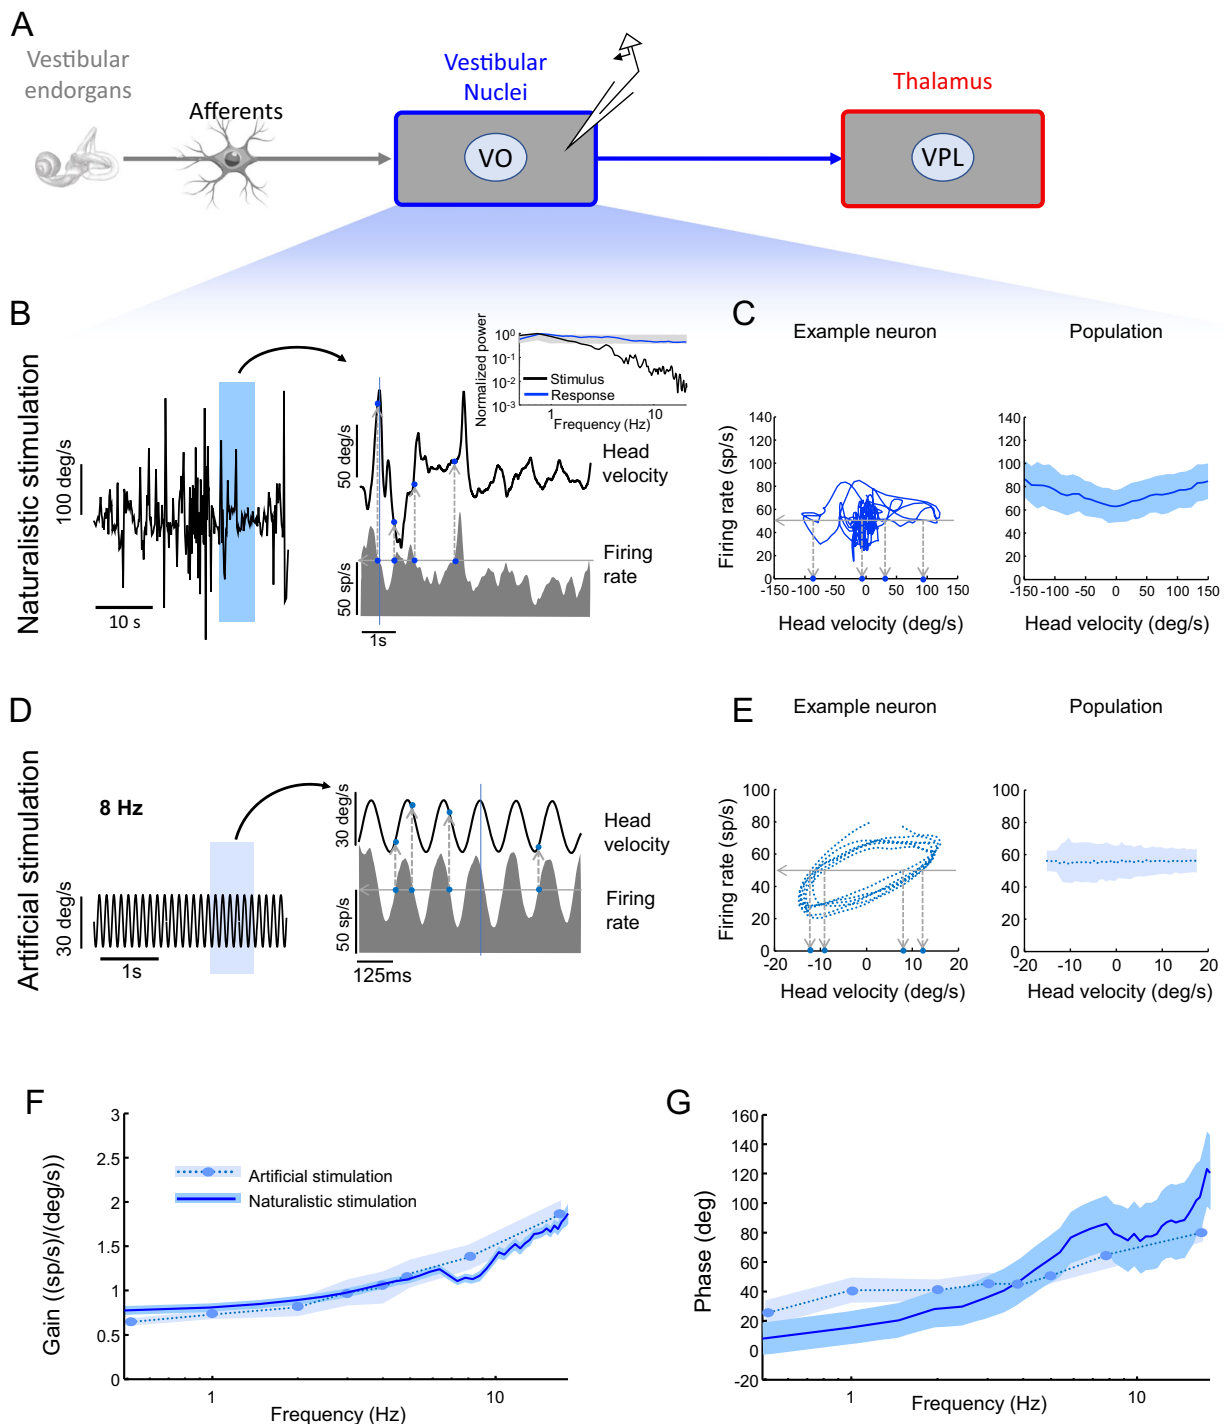 A
Vestibular
endorgans
Afferents
Vestibular
Nuclei
VO
Thalamus
VPL
B
Naturalistic stimulation
100 deg/s
10 s
50 deg/s
50 sp/s
1s
Head
velocity
Firing
rate
Normalized power
10^0
10^-1
10^-2
10^-3
Stimulus
Response
1 10
Frequency (Hz)
C
Example neuron Population
Firing rate (sp/s)
140
120
100
80
60
40
20
0
-150 -100 -50 0 50 100 150
Head velocity (deg/s)
140
120
100
80
60
40
20
0
-150 -100 -50 0 50 100 150
Head velocity (deg/s)
D
Artificial stimulation
8 Hz
30 deg/s
1s
30 deg/s
50 sp/s
125ms
Head
velocity
Firing
rate
E
Example neuron Population
Firing rate (sp/s)
100
80
60
40
20
0
-20 -10 0 10 20
Head velocity (deg/s)
100
80
60
40
20
0
-20 -10 0 10 20
Head velocity (deg/s)
F
Gain ((sp/s)/(deg/s))
3
2.5
2
1.5
1
0.5
0
Artificial stimulation
Naturalistic stimulation
1 10
Frequency (Hz)
G
Phase (deg)
160
140
120
100
80
60
40
20
0
-20
1 10
Frequency (Hz)